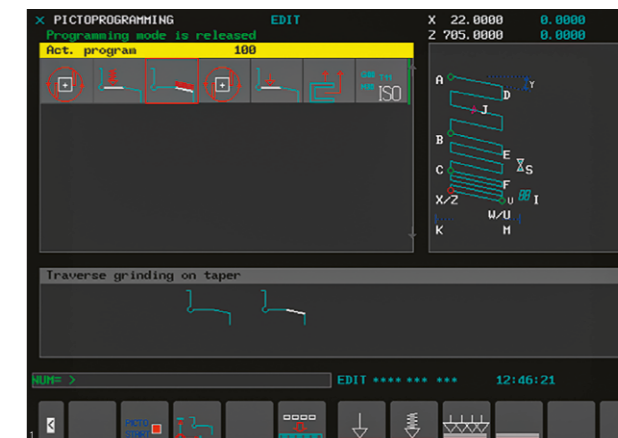 × PICTOPROGRAMMING EDIT X 22.0000 0.0000
Programming mode is released Z 705.0000 0.0000
Act. program 100
ISO
A
Y
D
J
B
E
C
S
F
X/Z
U
I
W/U
K
M
Traverse grinding on taper
NUM= >
EDIT **** *** ***
12:46:21
1